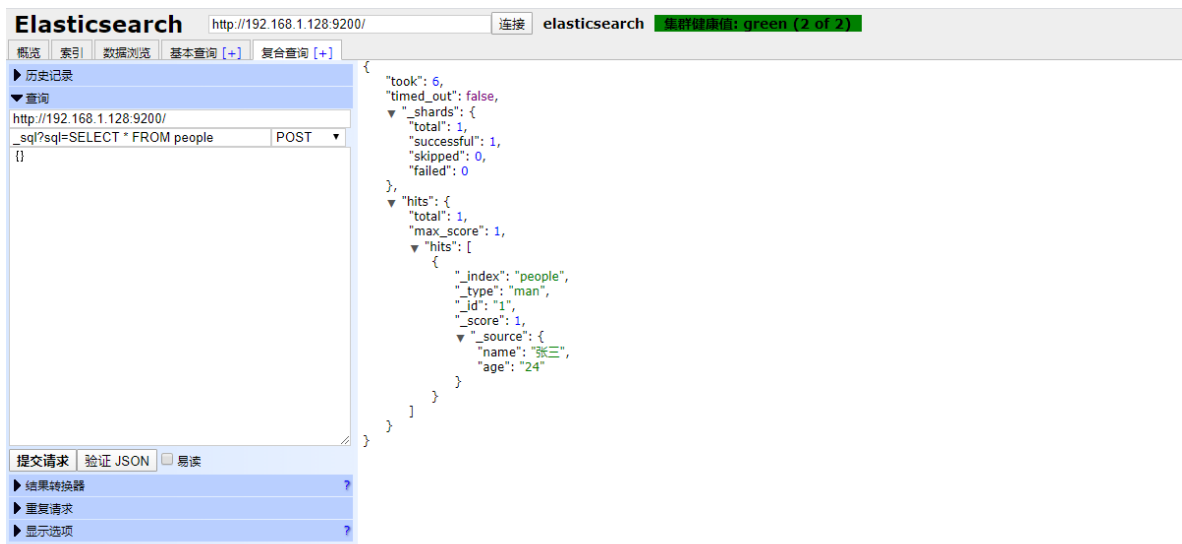 Elasticsearch http://192.168.1.128:9200/ 连接 elasticsearch 集群健康值: green (2 of 2)
概览 索引 数据浏览 基本查询 [+] 复合查询 [+]
▶ 历史记录
▼ 查询
http://192.168.1.128:9200/
_sql?sql=SELECT * FROM people POST ▼
{}
提交请求 验证 JSON 易读
▶ 结果转换器 ?
▶ 重复请求
▶ 显示选项 ?
{
"took": 6,
"timed_out": false,
▼ "_shards": {
"total": 1,
"successful": 1,
"skipped": 0,
"failed": 0
},
▼ "hits": {
"total": 1,
"max_score": 1,
▼ "hits": [
{
"_index": "people",
"_type": "man",
"_id": "1",
"_score": 1,
▼ "_source": {
"name": "张三",
"age": "24"
}
}
]
}
}